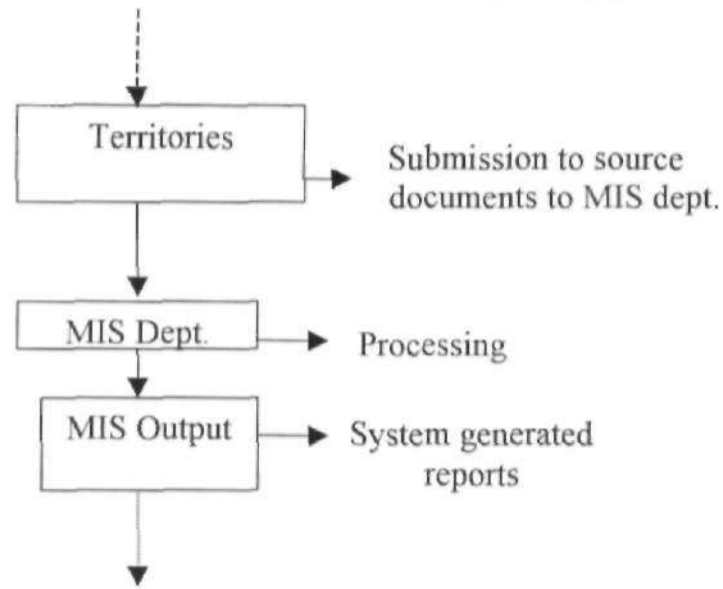 Territories
Submission to source
documents to MIS dept.
MIS Dept.
Processing
MIS Output
System generated
reports